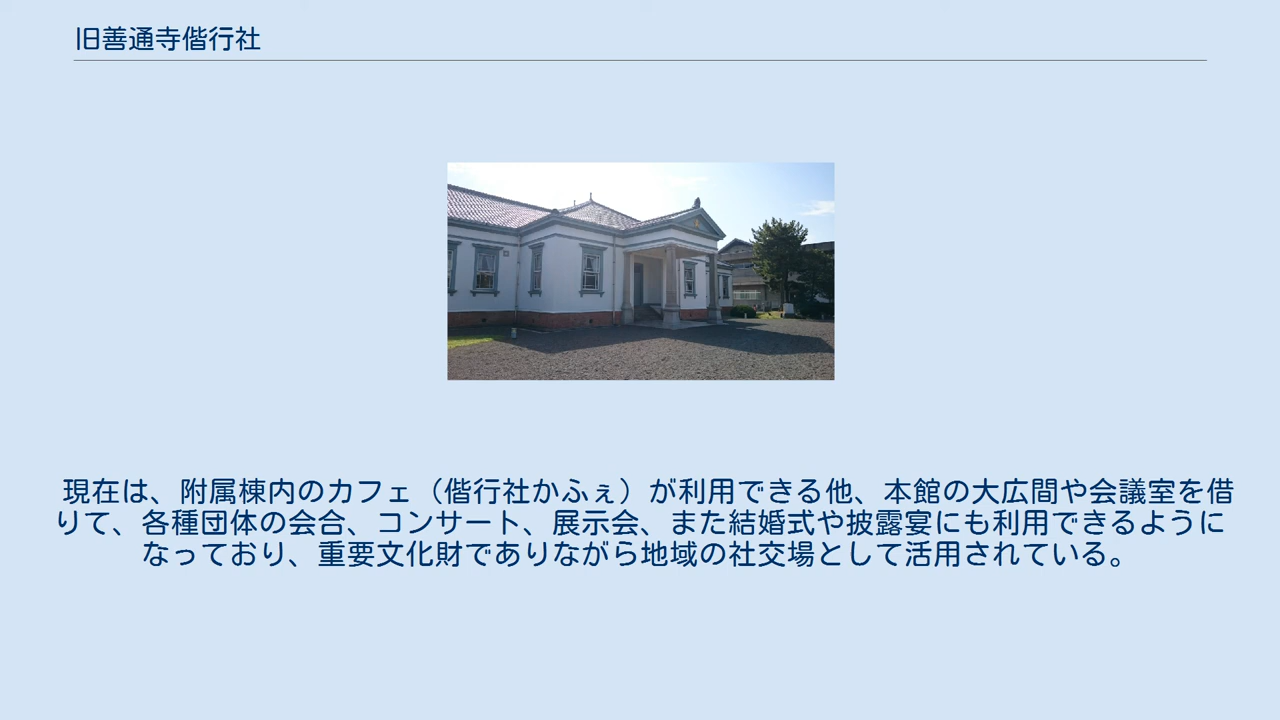 旧善通寺偕行社
現在は、附属棟内のカフェ（偕行社かふぇ）が利用できる他、本館の大広間や会議室を借
りて、各種団体の会合、コンサート、展示会、また結婚式や披露宴にも利用できるように
なっており、重要文化財でありながら地域の社交場として活用されている。